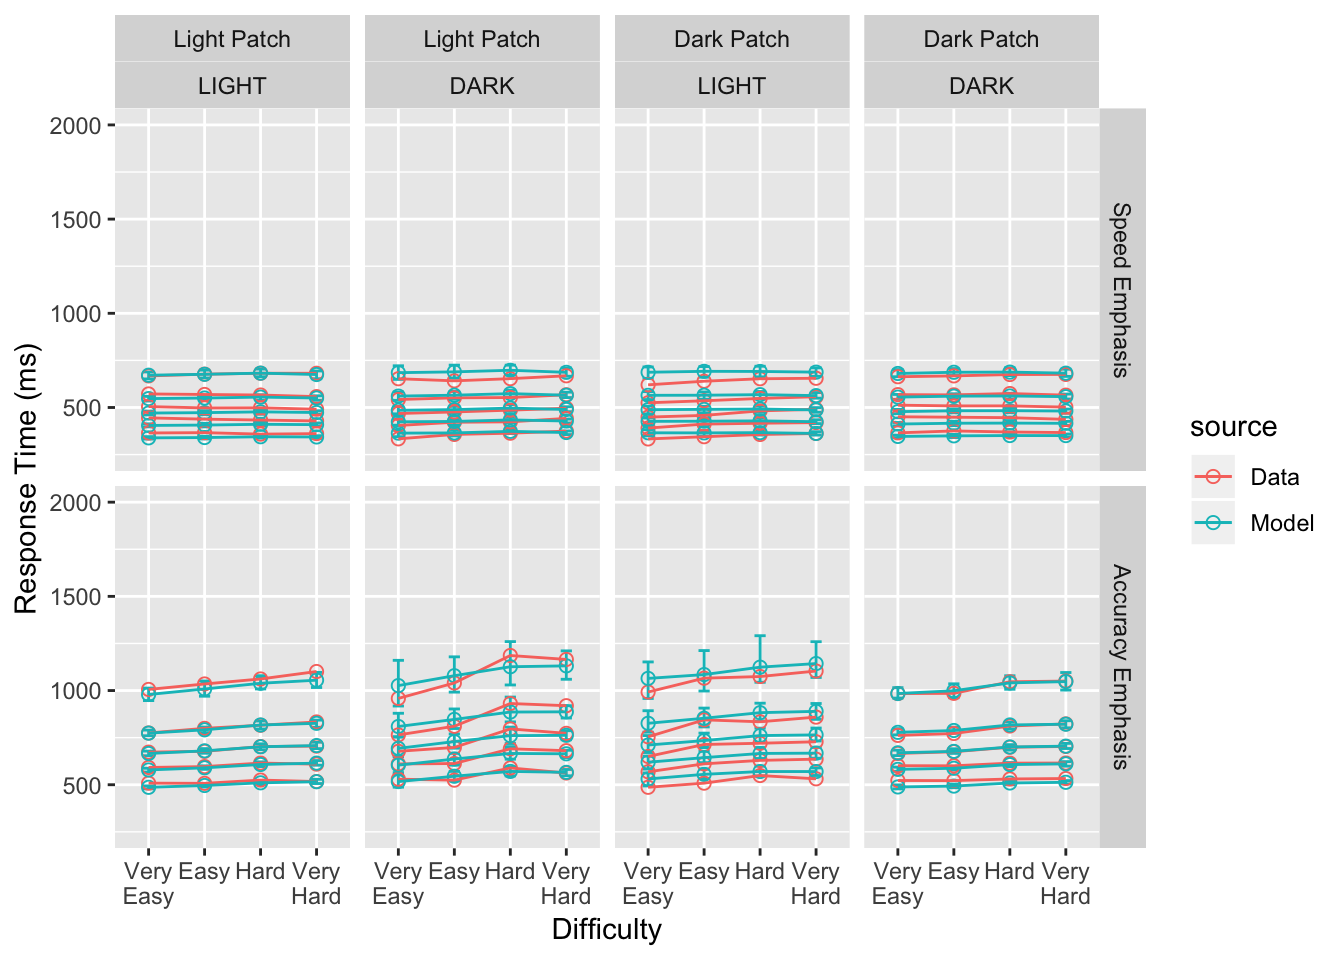 Light Patch
Light Patch
Dark Patch
Dark Patch
LIGHT
DARK
LIGHT
DARK
2000
1500
1000
500
Speed Emphasis
2000
1500
1000
500
Accuracy Emphasis
Response Time (ms)
Very Easy Hard Very
Easy Hard
Very Easy Hard Very
Easy Hard
Very Easy Hard Very
Easy Hard
Very Easy Hard Very
Easy Hard
Difficulty
source
Data
Model